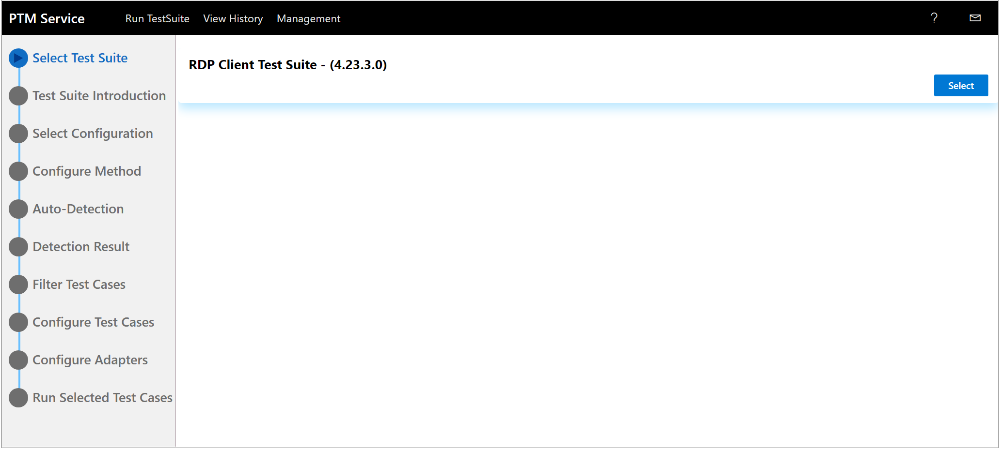 PTM Service
Run TestSuite
View History
Management
?
Select Test Suite
Test Suite Introduction
Select Configuration
Configure Method
Auto-Detection
Detection Result
Filter Test Cases
Configure Test Cases
Configure Adapters
Run Selected Test Cases
RDP Client Test Suite - (4.23.3.0)
Select